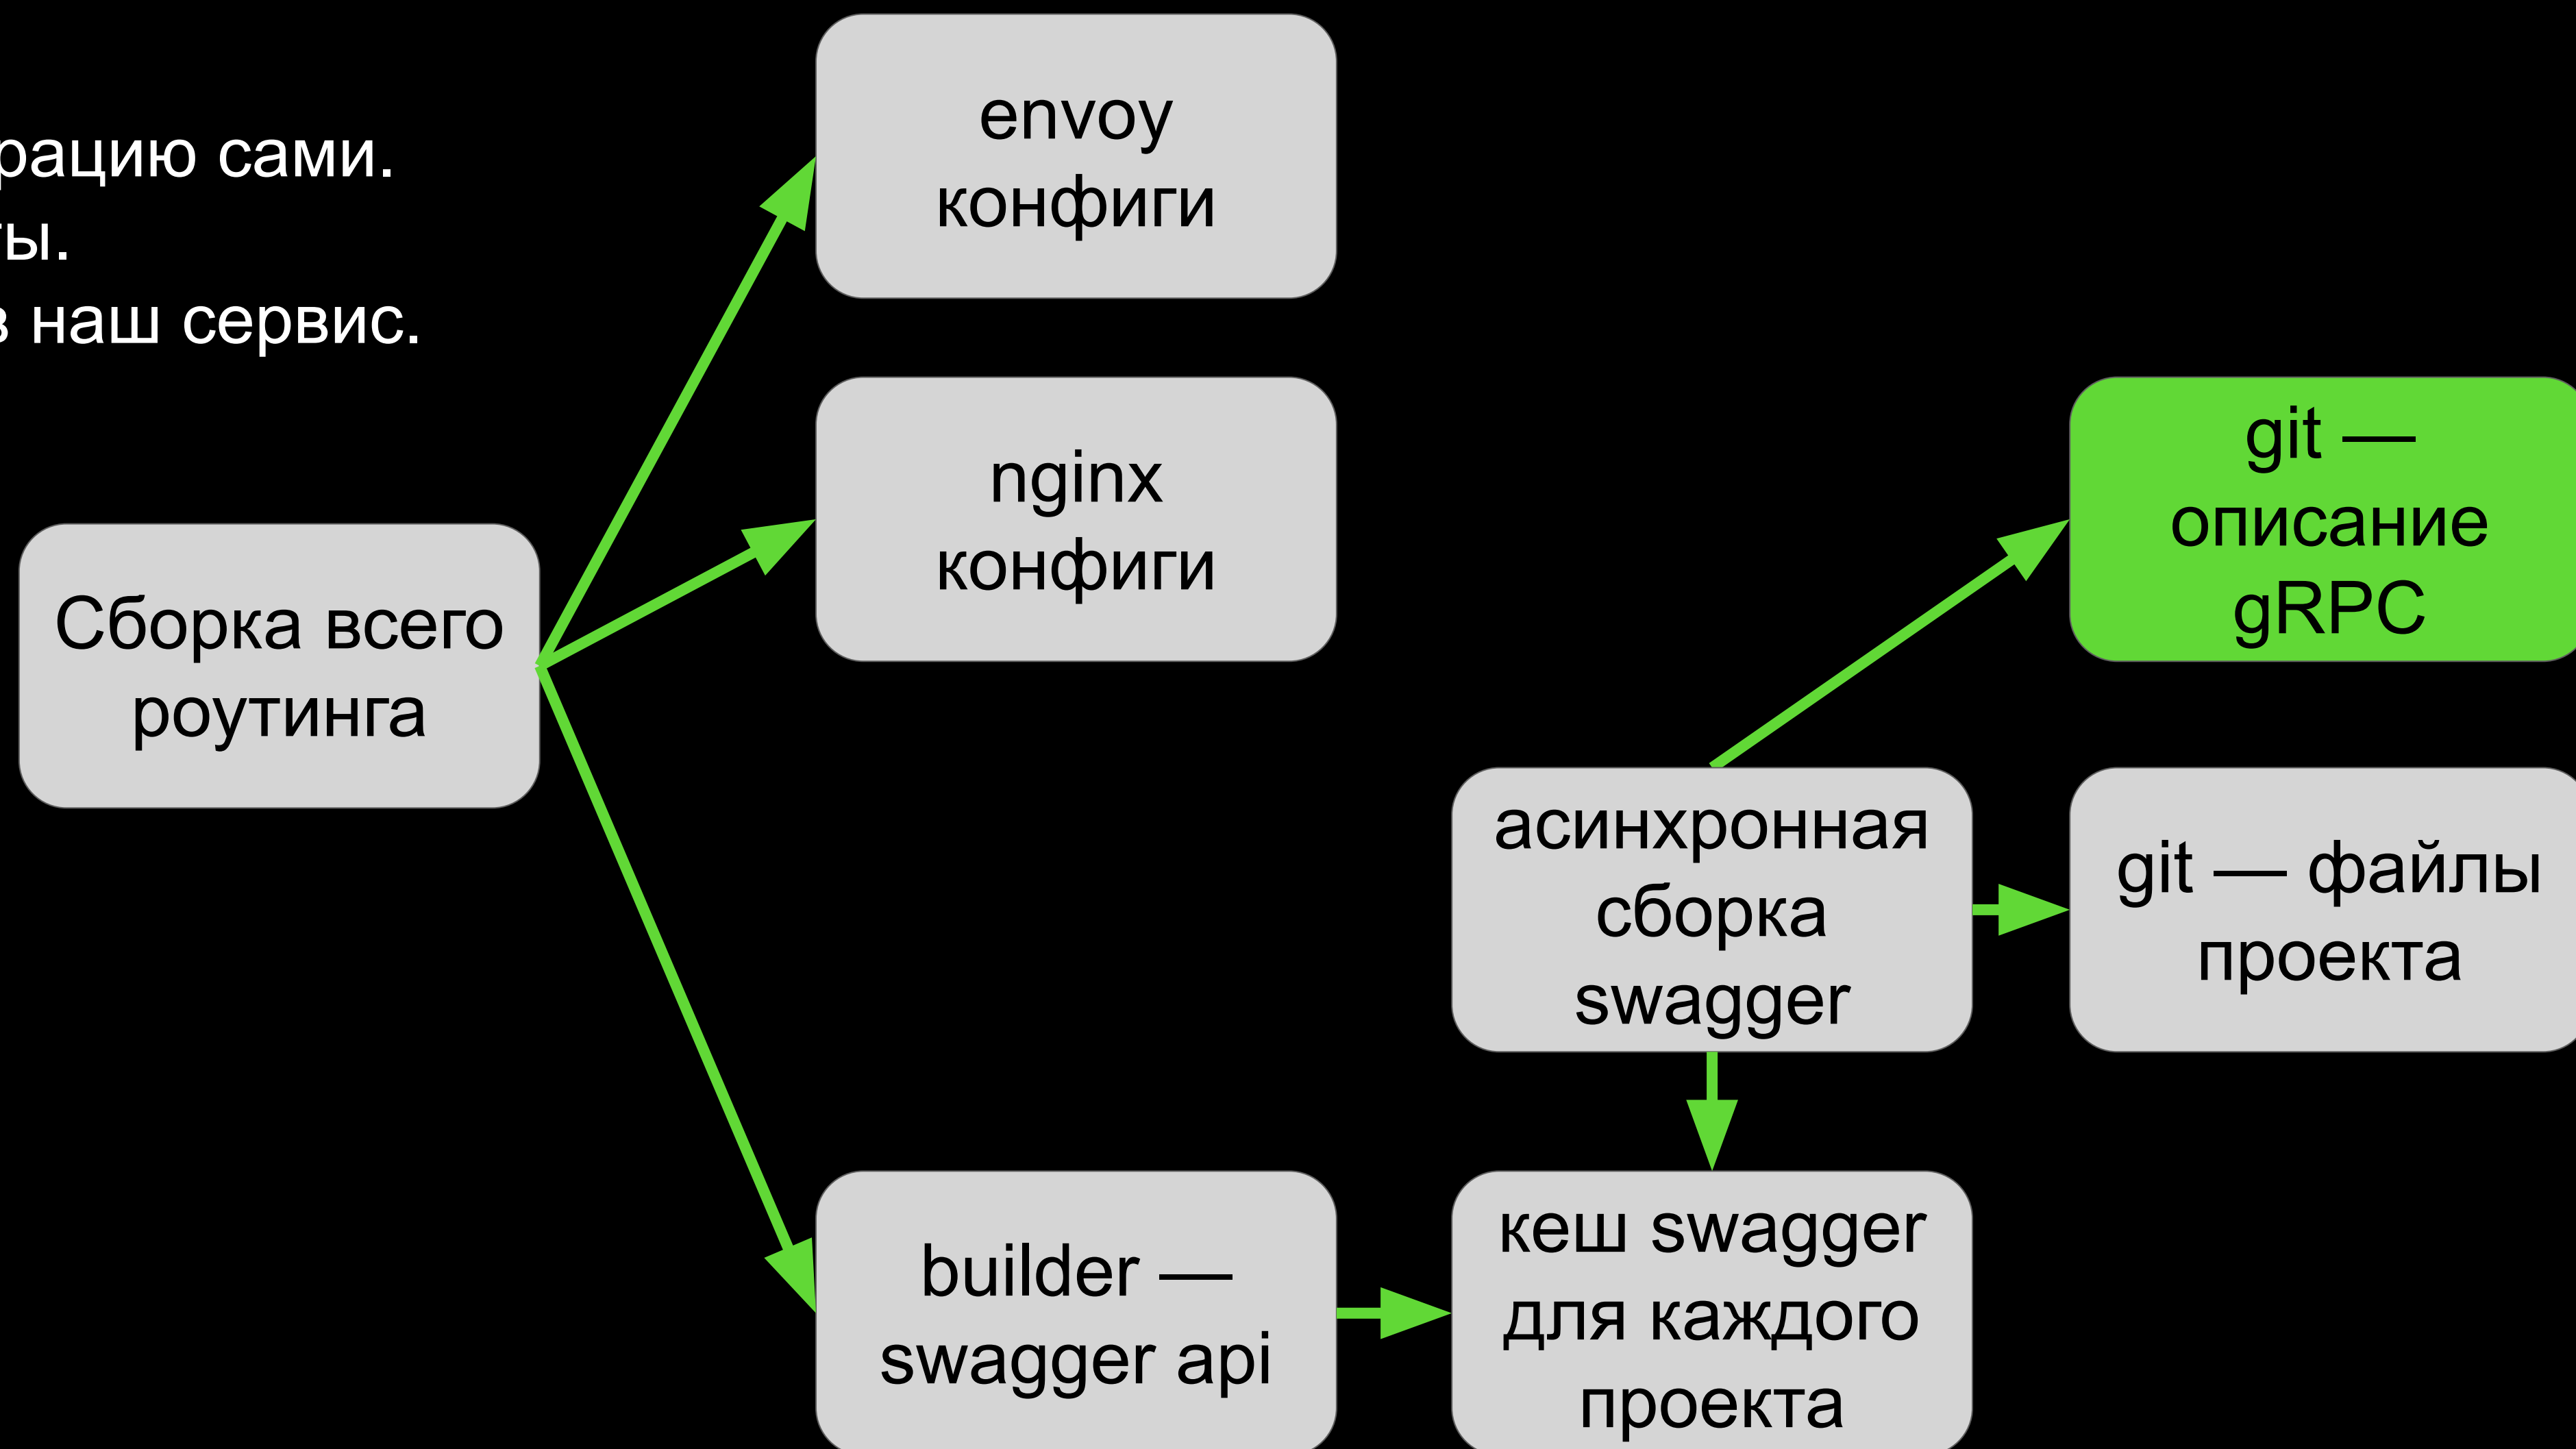 рацию сами.
ты.
в наш сервис.
envoy
конфиги
nginx
конфиги
Сборка всего
роутинга
git —
описание
gRPC
асинхронная
сборка
swagger
git — файлы
проекта
builder —
swagger api
кеш swagger
для каждого
проекта